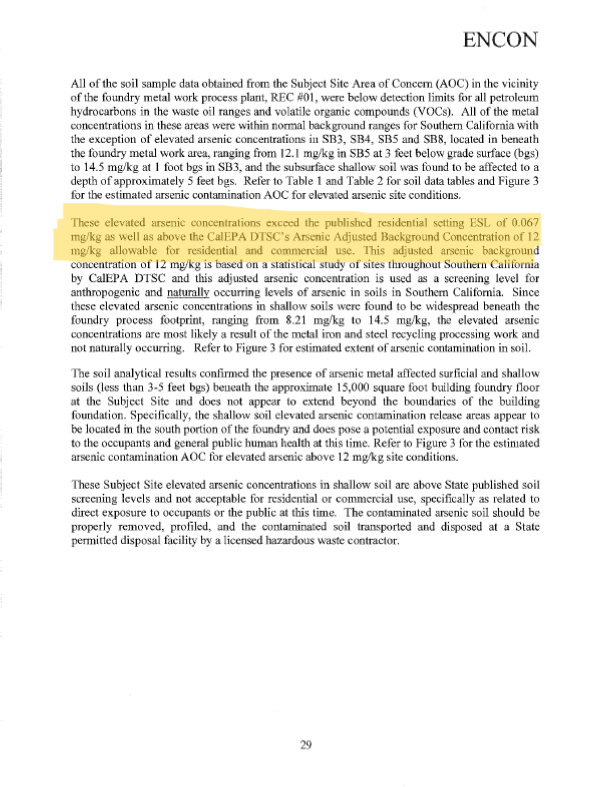 ENCON
All of the soil sample data obtained from the Subject Site Area of Concern (AOC) in the vicinity
of the foundry metal work process plant, REC #01, were below detection limits for all petroleum
hydrocarbons in the waste oil ranges and volatile organic compounds (VOCs). All of the metal
concentrations in these areas were within normal background ranges for Southern California with
the exception of elevated arsenic concentrations in SB3, SB4, SB5 and SB8, located in beneath
the foundry metal work area, ranging from 12.1 mg/kg in SB5 at 3 feet below grade surface (bgs)
to 14.5 mg/kg at 1 foot bgs in SB3, and the subsurface shallow soil was found to be affected to a
depth of approximately 5 feet bgs. Refer to Table 1 and Table 2 for soil data tables and Figure 3
for the estimated arsenic contamination AOC for elevated arsenic site conditions.
These elevated arsenic concentrations exceed the published residential setting ESL of 0.067
mg/kg as well as above the CalEPA DTSC's Arsenic Adjusted Background Concentration of 12
mg/kg allowable for residential and commercial use. This adjusted arsenic background
concentration of 12 mg/kg is based on a statistical study of sites throughout Southern California
by CalEPA DTSC and this adjusted arsenic concentration is used as a screening level for
anthropogenic and naturally occurring levels of arsenic in soils in Southern California. Since
these elevated arsenic concentrations in shallow soils were found to be widespread beneath the
foundry process footprint, ranging from 8.21 mg/kg to 14.5 mg/kg, the elevated arsenic
concentrations are most likely a result of the metal iron and steel recycling processing work and
not naturally occurring. Refer to Figure 3 for estimated extent of arsenic contamination in soil.
The soil analytical results confirmed the presence of arsenic metal affected surficial and shallow
soils (less than 3-5 feet bgs) beneath the approximate 15,000 square foot building foundry floor
at the Subject Site and does not appear to extend beyond the boundaries of the building
foundation. Specifically, the shallow soil elevated arsenic contamination release areas appear to
be located in the south portion of the foundry and does pose a potential exposure and contact risk
to the occupants and general public human health at this time. Refer to Figure 3 for the estimated
arsenic contamination AOC for elevated arsenic above 12 mg/kg site conditions.
These Subject Site elevated arsenic concentrations in shallow soil are above State published soil
screening levels and not acceptable for residential or commercial use, specifically as related to
direct exposure to occupants or the public at this time. The contaminated arsenic soil should be
properly removed, profiled, and the contaminated soil transported and disposed at a State
permitted disposal facility by a licensed hazardous waste contractor.
29